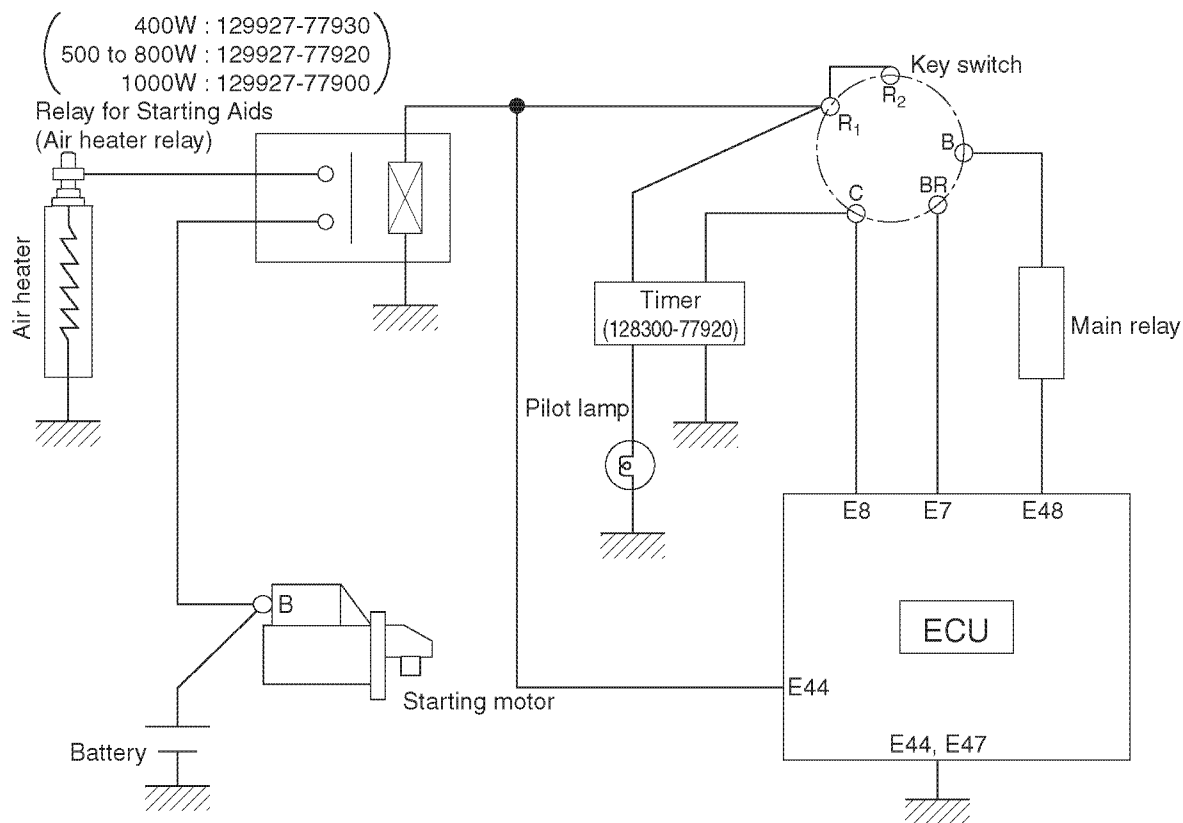 400W : 129927-77930
500 to 800W : 129927-77920
1000W : 129927-77900
Relay for Starting Aids
(Air heater relay)
Key switch
R2
R1
B
BR
C
Air heater
Timer
(128300-77920)
Main relay
Pilot lamp
E8 E7 E48
ECU
B
E44
Starting motor
E44, E47
Battery